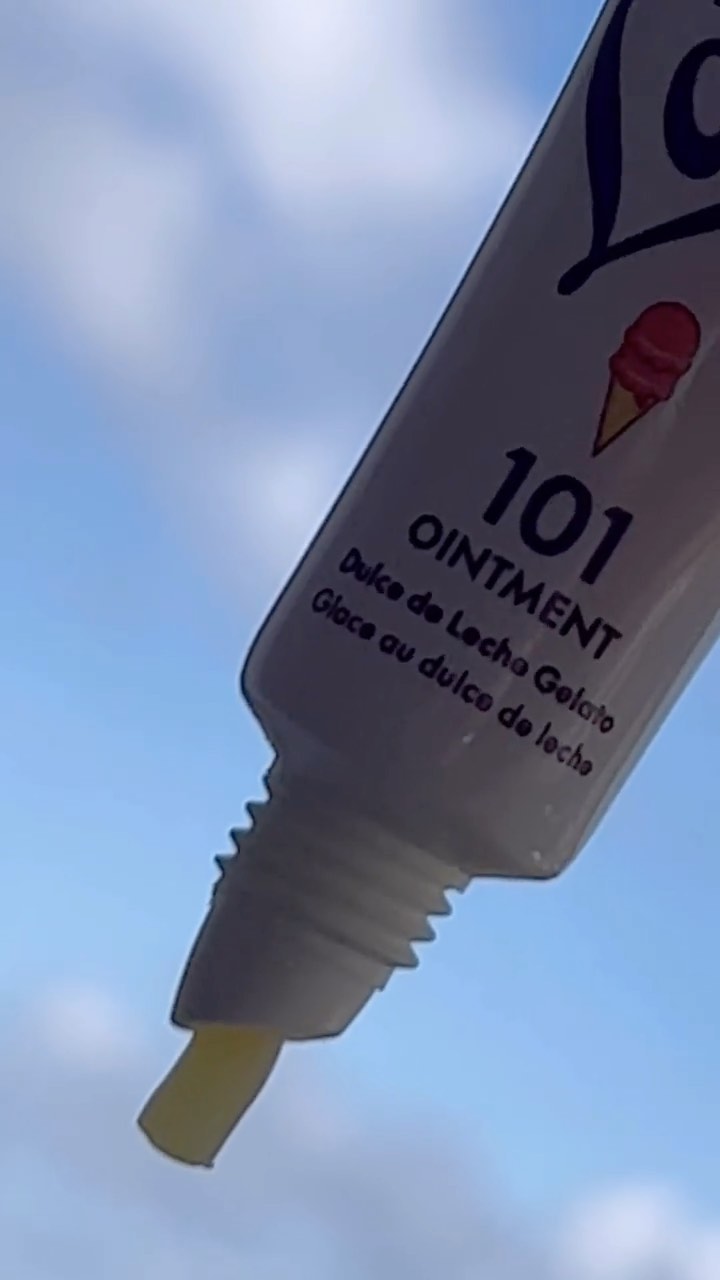 101
OINTMENT
Dulce de Leche Gelato
Glace au dulce de leche